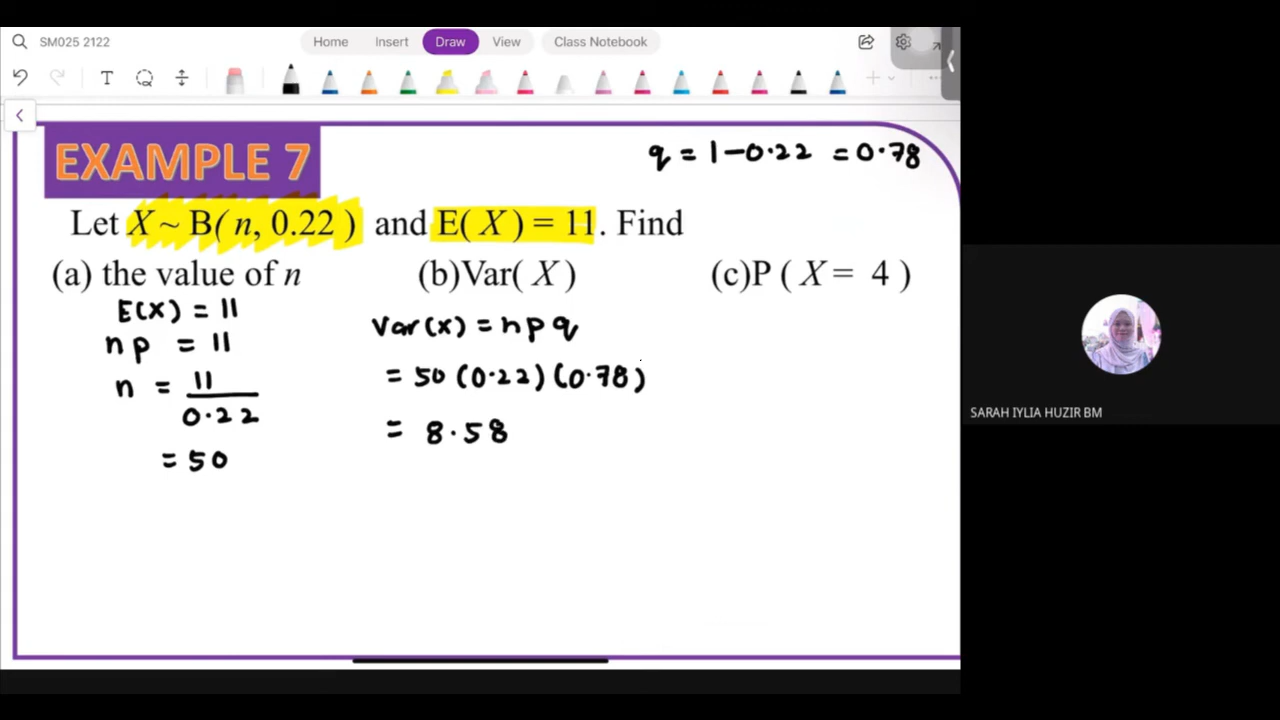 SM025 2122
Home Insert Draw View Class Notebook
T
EXAMPLE 7
q = 1 - 0.22 = 0.78
Let X ~ B( n, 0.22 ) and E( X ) = 11. Find
(a) the value of n (b)Var( X ) (c)P ( X = 4 )
E(X) = 11
np = 11
n = 11
0.22
= 50
Var(X) = npq
= 50 (0.22)(0.78)
= 8.58
SARAH IYLIA HUZIR BM